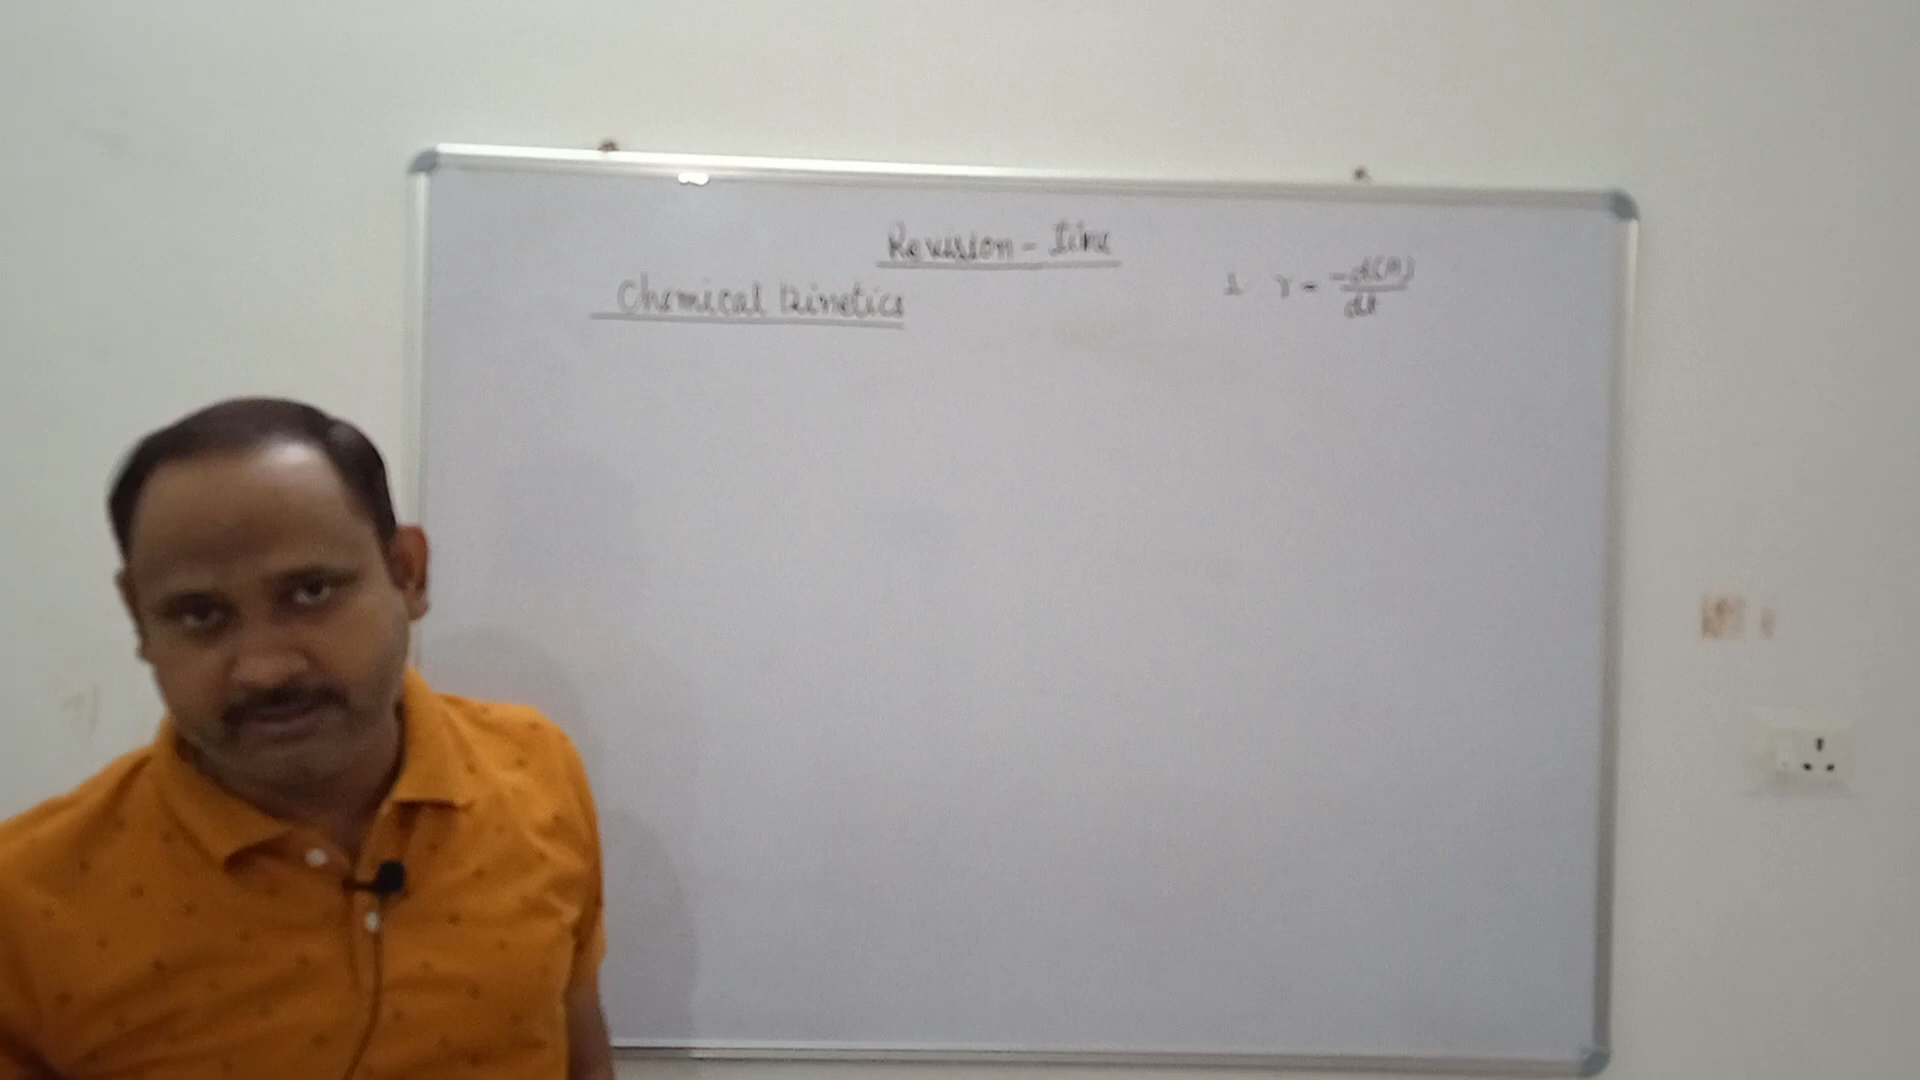 Revision - Time
Chemical Kinetics
1 r = -d(A)/dt